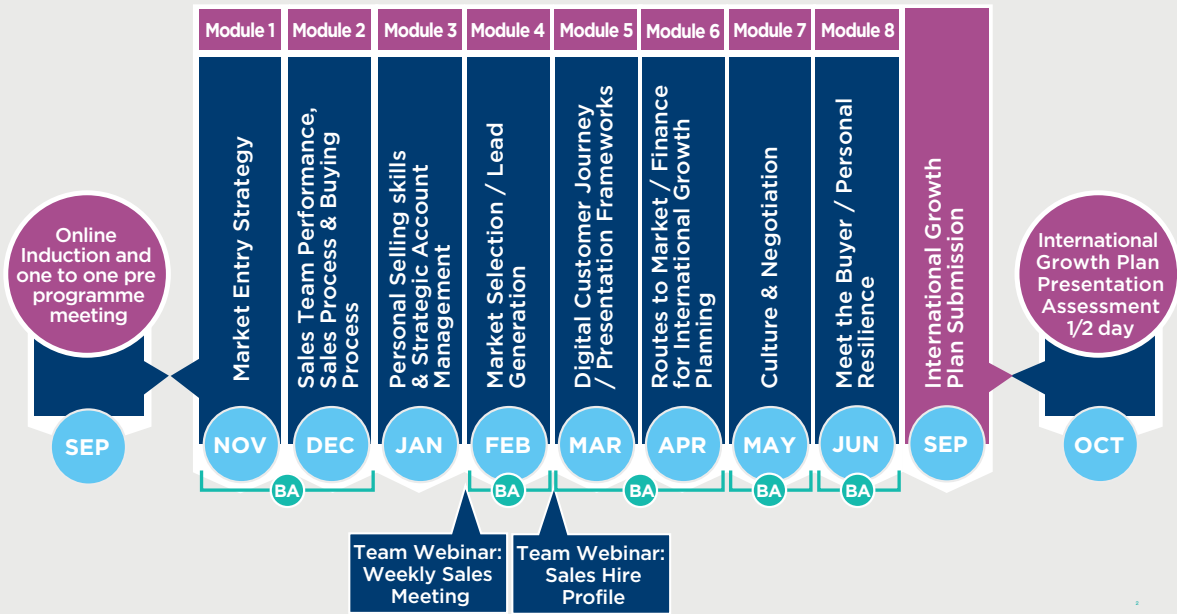 Module 1
Module 2
Module 3
Module 4
Module 5
Module 6
Module 7
Module 8
Online
Induction and
one to one pre
programme
meeting
Market Entry Strategy
Sales Team Performance,
Sales Process & Buying
Process
Personal Selling skills
& Strategic Account
Management
Market Selection / Lead
Generation
Digital Customer Journey
/ Presentation Frameworks
Routes to Market / Finance
for International Growth
Planning
Culture & Negotiation
Meet the Buyer / Personal
Resilience
International Growth
Plan Submission
International
Growth Plan
Presentation
Assessment
1/2 day
SEP
NOV
DEC
JAN
FEB
MAR
APR
MAY
JUN
SEP
OCT
BA
BA
BA
BA
BA
Team Webinar:
Weekly Sales
Meeting
Team Webinar:
Sales Hire
Profile